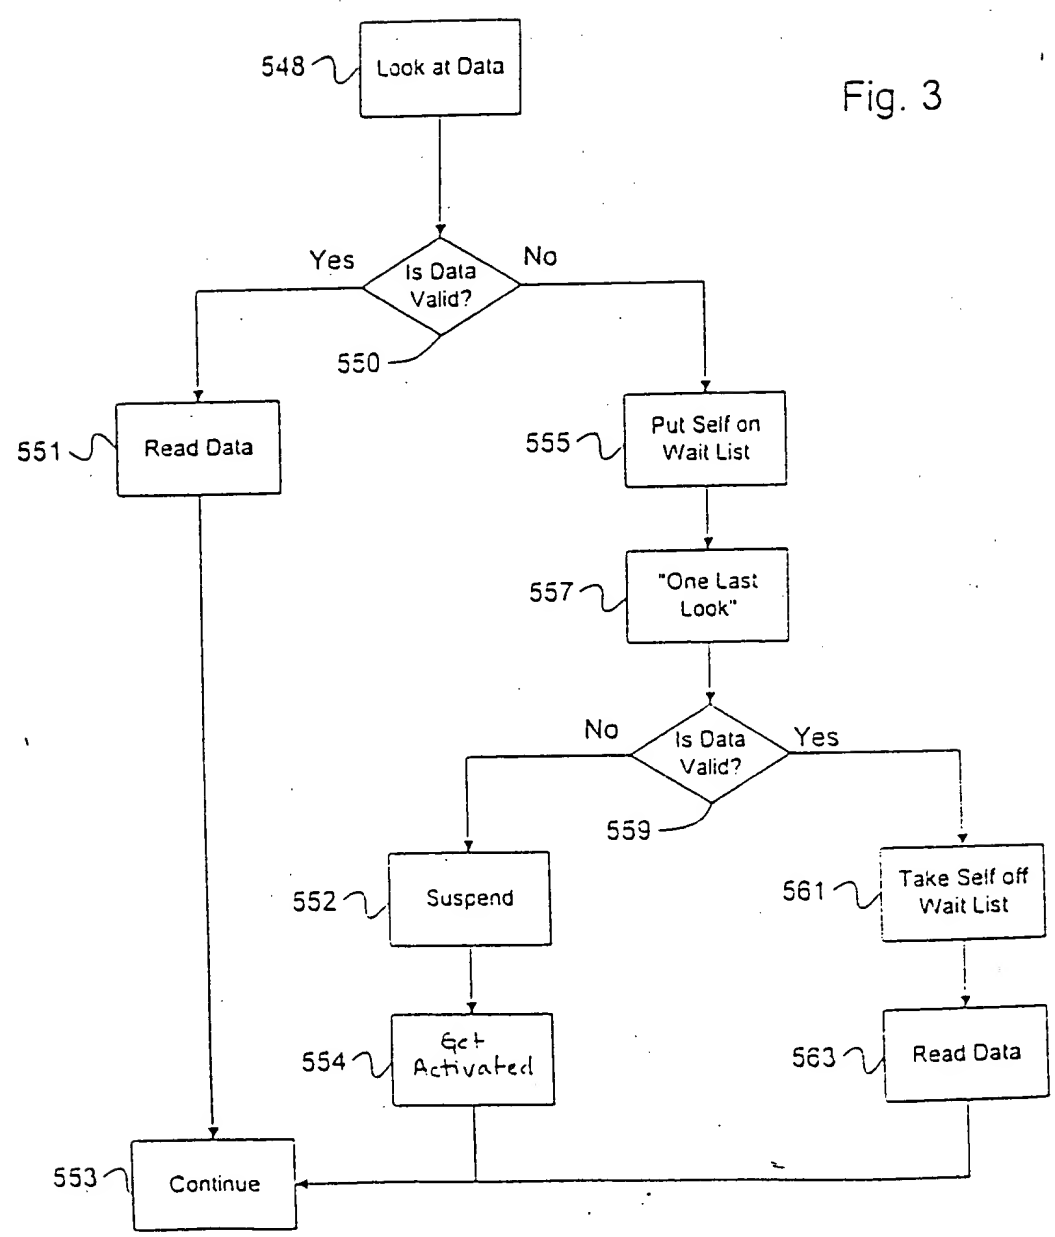 548
Look at Data
Fig. 3
Yes
No
Is Data
Valid?
550
551
Read Data
555
Put Self on
Wait List
557
"One Last
Look"
No
Yes
Is Data
Valid?
559
552
Suspend
561
Take Self off
Wait List
554
Get
Activated
563
Read Data
553
Continue